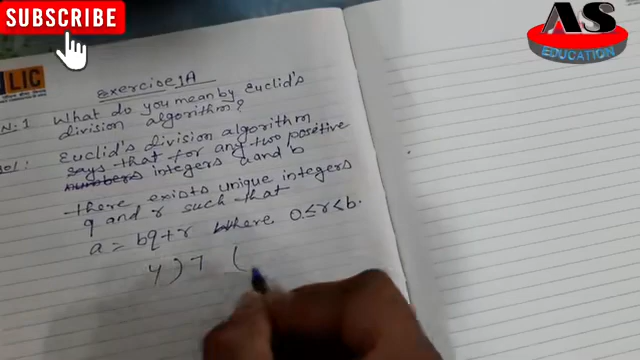 SUBSCRIBE
AS
EDUCATION
LIC
Exercise 1A
N. 1 What do you mean by Euclid's
division algorithm?
Sol: Euclid's division algorithm
says that for any two positive
numbers integers a and b
there exists unique integers
q and r such that
a = bq + r where 0 ≤ r ≤ b.
4 ) 7 (